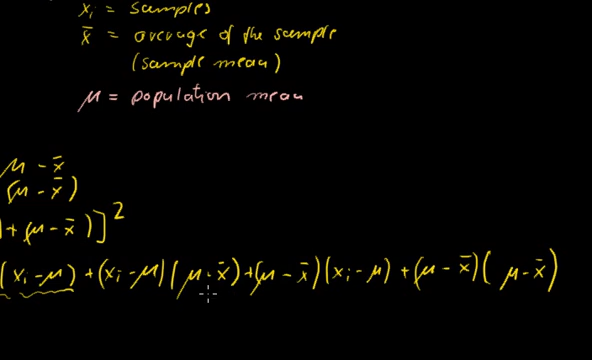 xᵢ = samples
x̄ = average of the sample
(sample mean)
μ = population mean
μ - x̄
(μ - x̄)
+ (μ - x̄)]²
(xᵢ - μ) + (xᵢ - μ)(μ - x̄) + (μ - x̄)(xᵢ - μ) + (μ - x̄)(μ - x̄)